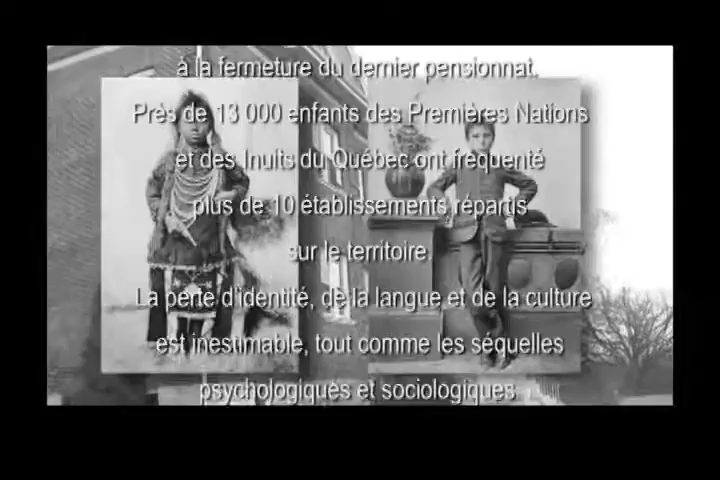 à la fermeture du dernier pensionnat.
Près de 13 000 enfants des Premières Nations
et des Inuits du Québec ont fréquenté
plus de 10 établissements répartis
sur le territoire.
La perte d'identité, de la langue et de la culture
est inestimable, tout comme les séquelles
psychologiques et sociologiques